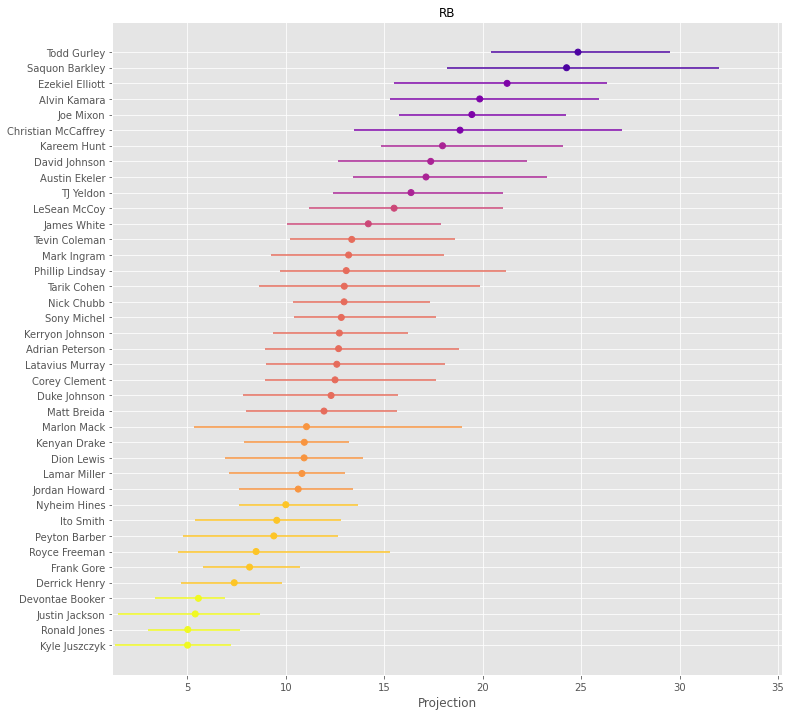 RB
Todd Gurley
Saquon Barkley
Ezekiel Elliott
Alvin Kamara
Joe Mixon
Christian McCaffrey
Kareem Hunt
David Johnson
Austin Ekeler
TJ Yeldon
LeSean McCoy
James White
Tevin Coleman
Mark Ingram
Phillip Lindsay
Tarik Cohen
Nick Chubb
Sony Michel
Kerryon Johnson
Adrian Peterson
Latavius Murray
Corey Clement
Duke Johnson
Matt Breida
Marlon Mack
Kenyan Drake
Dion Lewis
Lamar Miller
Jordan Howard
Nyheim Hines
Ito Smith
Peyton Barber
Royce Freeman
Frank Gore
Derrick Henry
Devontae Booker
Justin Jackson
Ronald Jones
Kyle Juszczyk
5 10 15 20 25 30 35
Projection